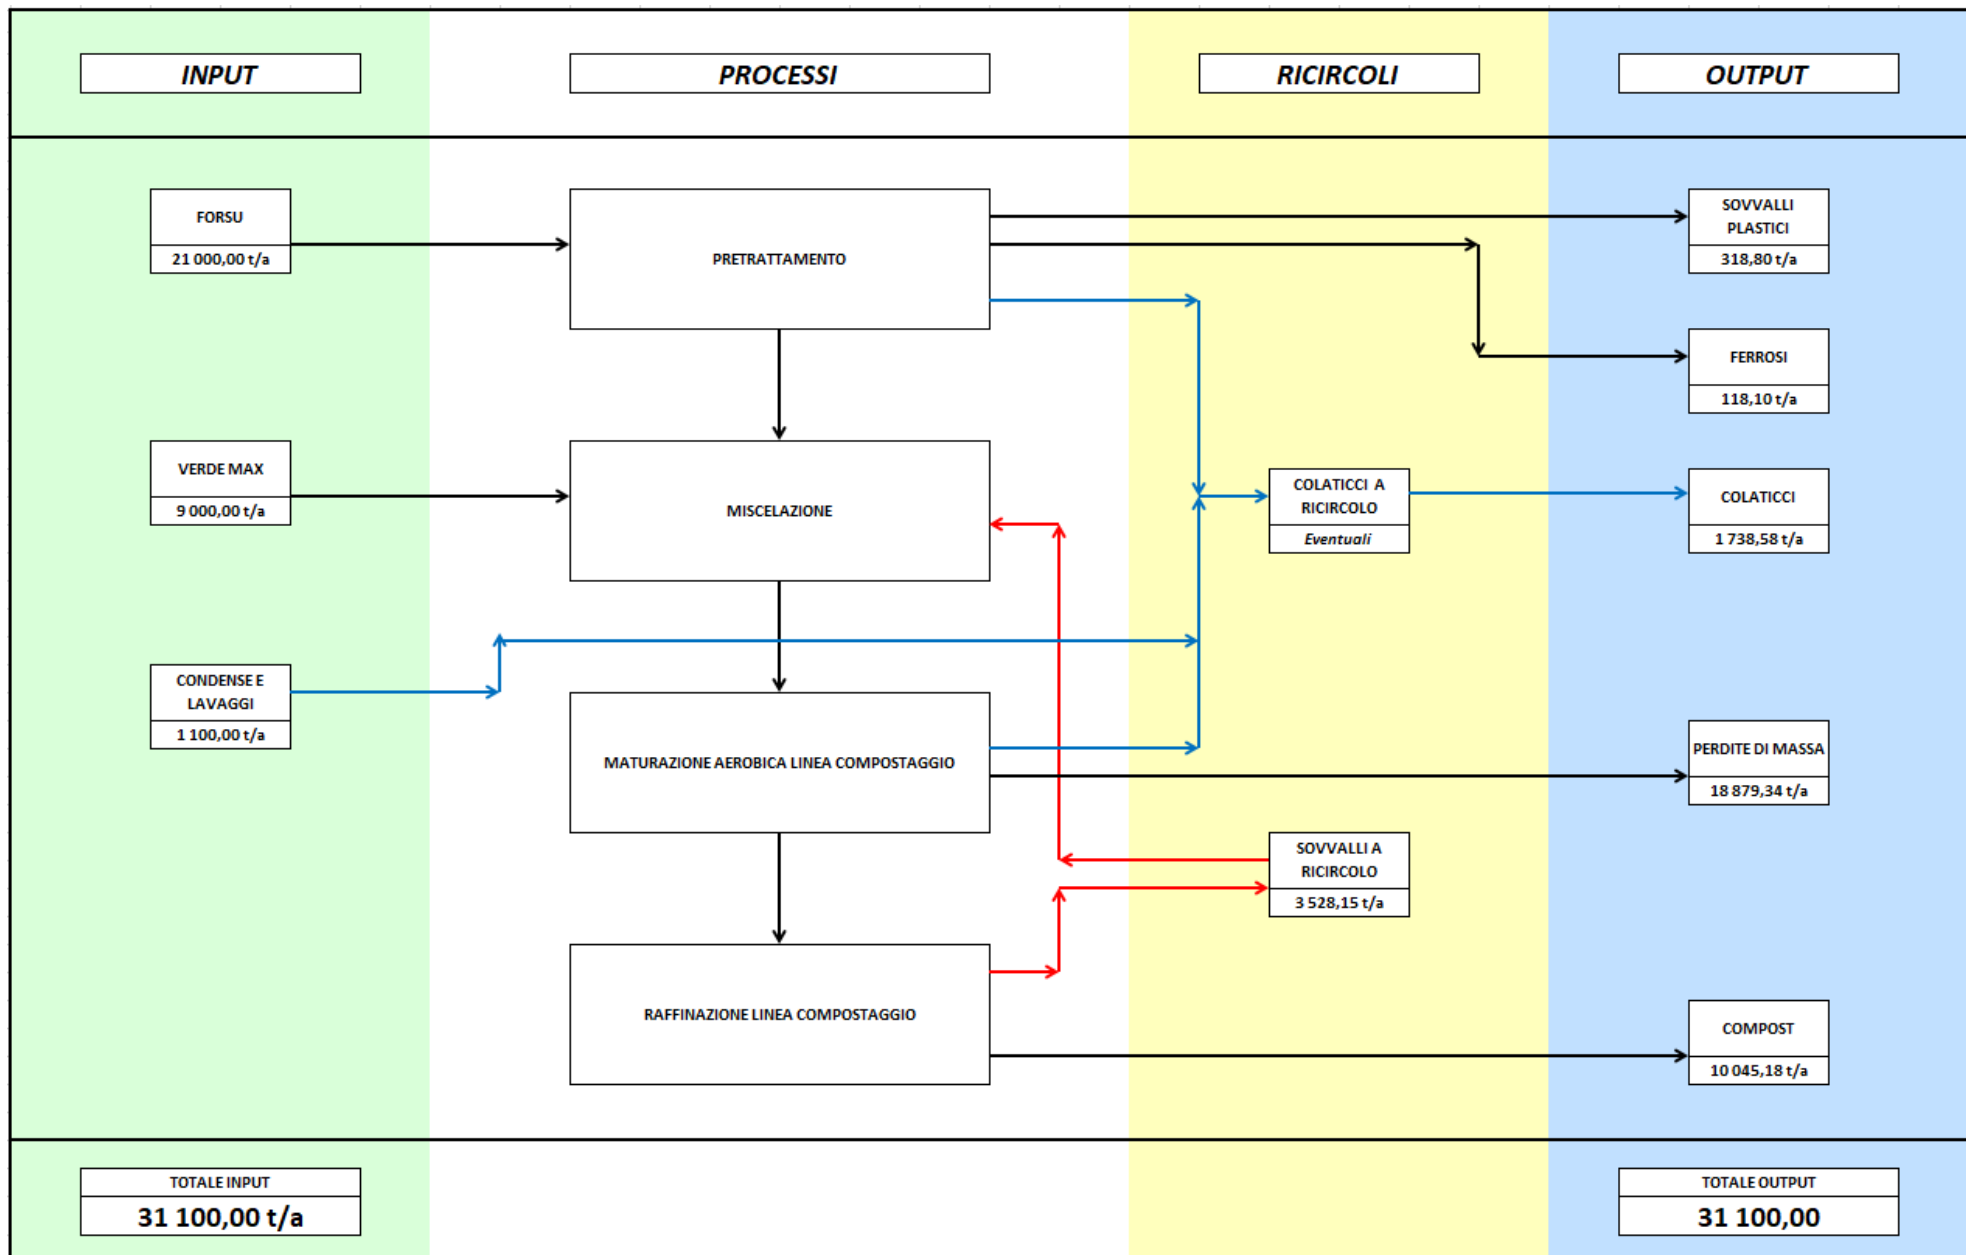 INPUT
PROCESSI
RICIRCOLI
OUTPUT
FORSU
21 000,00 t/a
PRETRATTAMENTO
SOVVALLI
PLASTICI
318,80 t/a
FERROSI
118,10 t/a
VERDE MAX
9 000,00 t/a
MISCELAZIONE
COLATICCI A
RICIRCOLO
Eventuali
COLATICCI
1 738,58 t/a
CONDENSE E
LAVAGGI
1 100,00 t/a
MATURAZIONE AEROBICA LINEA COMPOSTAGGIO
PERDITE DI MASSA
18 879,34 t/a
SOVVALLI A
RICIRCOLO
3 528,15 t/a
RAFFINAZIONE LINEA COMPOSTAGGIO
COMPOST
10 045,18 t/a
TOTALE INPUT
31 100,00 t/a
TOTALE OUTPUT
31 100,00